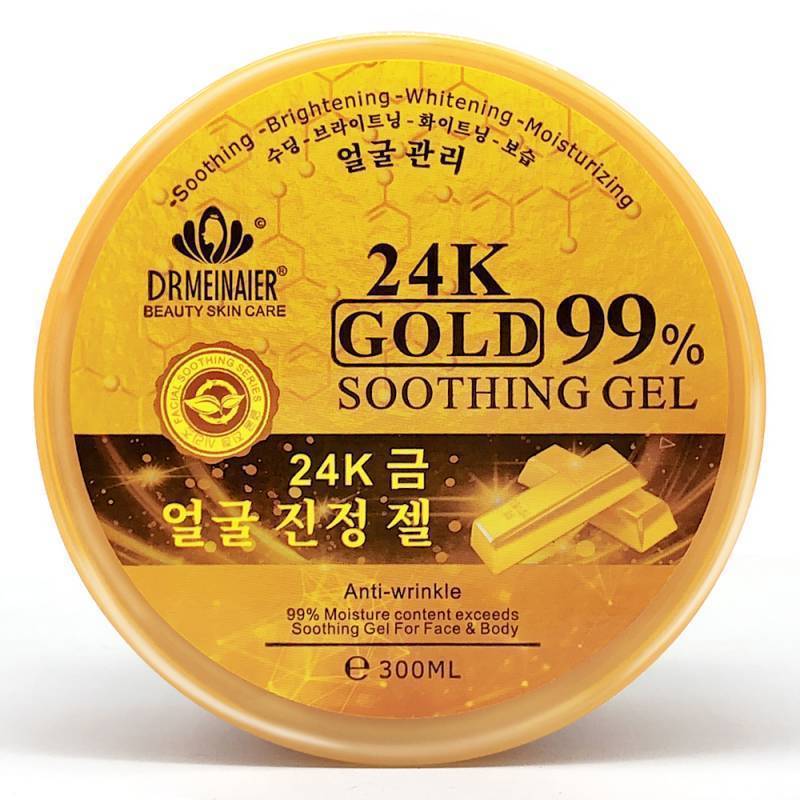 -Soothing -Brightening -Whitening -Moisturizing
수딩 - 브라이트닝 - 화이트닝 - 보습
얼굴 관리
©
DRMEINAIER®
BEAUTY SKIN CARE
24K
GOLD 99%
SOOTHING GEL
FACIAL SOOTHING SERIES
24K 금
얼굴 진정 젤
Anti-wrinkle
99% Moisture content exceeds
Soothing Gel For Face & Body
e 300ML